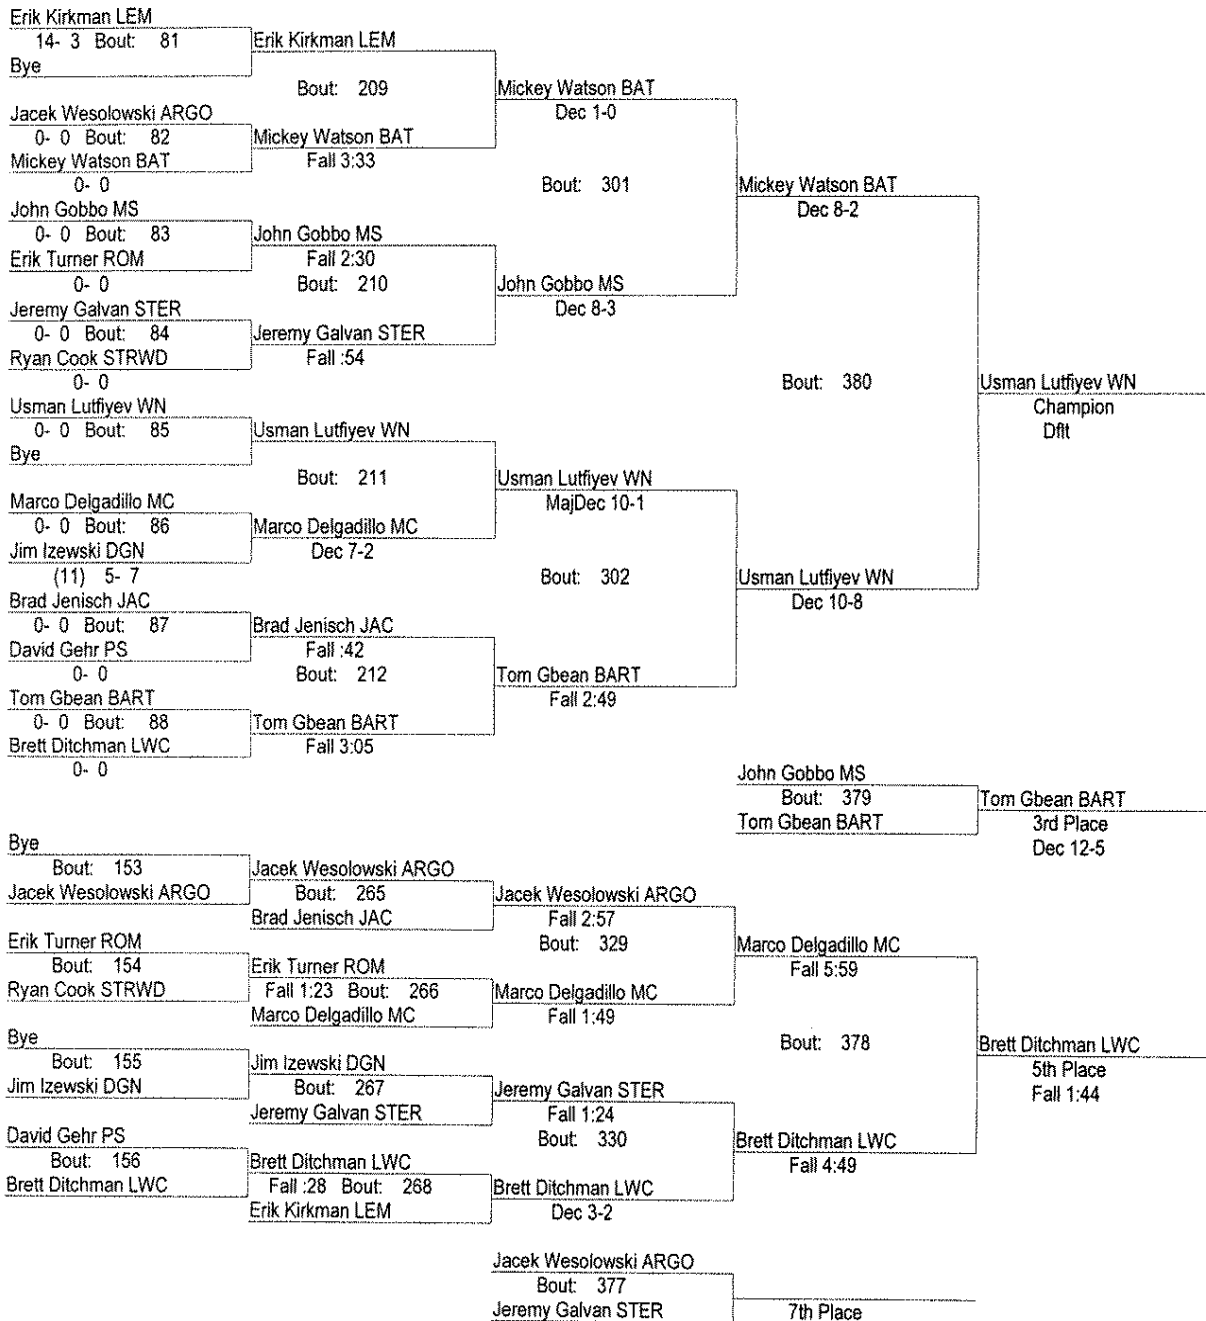 Erik Kirkman LEM
14- 3 Bout: 81
Bye
Erik Kirkman LEM
Bout: 209
Jacek Wesolowski ARGO
0- 0 Bout: 82
Mickey Watson BAT
0- 0
Mickey Watson BAT
Fall 3:33
Mickey Watson BAT
Dec 1-0
Bout: 301
John Gobbo MS
0- 0 Bout: 83
Erik Turner ROM
0- 0
John Gobbo MS
Fall 2:30
Bout: 210
Jeremy Galvan STER
0- 0 Bout: 84
Ryan Cook STRWD
0- 0
Jeremy Galvan STER
Fall :54
John Gobbo MS
Dec 8-3
Mickey Watson BAT
Dec 8-2
Bout: 380
Usman Lutfiyev WN
0- 0 Bout: 85
Bye
Usman Lutfiyev WN
Bout: 211
Marco Delgadillo MC
0- 0 Bout: 86
Jim Izewski DGN
(11) 5- 7
Marco Delgadillo MC
Dec 7-2
Usman Lutfiyev WN
MajDec 10-1
Bout: 302
Brad Jenisch JAC
0- 0 Bout: 87
David Gehr PS
0- 0
Brad Jenisch JAC
Fall :42
Bout: 212
Tom Gbean BART
0- 0 Bout: 88
Brett Ditchman LWC
0- 0
Tom Gbean BART
Fall 3:05
Tom Gbean BART
Fall 2:49
Usman Lutfiyev WN
Dec 10-8
Usman Lutfiyev WN
Champion
Dflt
John Gobbo MS
Bout: 379
Tom Gbean BART
Tom Gbean BART
3rd Place
Dec 12-5
Bye
Bout: 153
Jacek Wesolowski ARGO
Jacek Wesolowski ARGO
Bout: 265
Brad Jenisch JAC
Jacek Wesolowski ARGO
Fall 2:57
Bout: 329
Erik Turner ROM
Bout: 154
Ryan Cook STRWD
Erik Turner ROM
Fall 1:23 Bout: 266
Marco Delgadillo MC
Marco Delgadillo MC
Fall 1:49
Marco Delgadillo MC
Fall 5:59
Bout: 378
Bye
Bout: 155
Jim Izewski DGN
Jim Izewski DGN
Bout: 267
Jeremy Galvan STER
Jeremy Galvan STER
Fall 1:24
Bout: 330
David Gehr PS
Bout: 156
Brett Ditchman LWC
Brett Ditchman LWC
Fall :28 Bout: 268
Erik Kirkman LEM
Brett Ditchman LWC
Dec 3-2
Brett Ditchman LWC
Fall 4:49
Brett Ditchman LWC
5th Place
Fall 1:44
Jacek Wesolowski ARGO
Bout: 377
Jeremy Galvan STER
7th Place